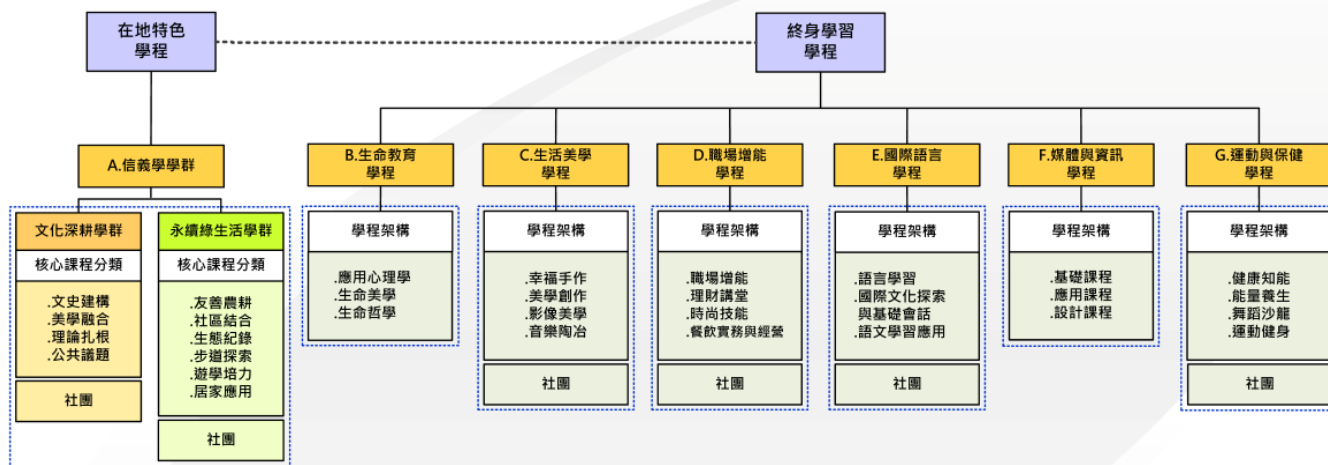 在地特色
學程
終身學習
學程
A.信義學學群
文化深耕學群
核心課程分類
.文史建構
.美學融合
.理論扎根
.公共議題
社團
永續綠生活學群
核心課程分類
.友善農耕
.社區結合
.生態紀錄
.步道探索
.遊學培力
.居家應用
社團
B.生命教育
學程
學程架構
.應用心理學
.生命美學
.生命哲學
C.生活美學
學程
學程架構
.幸福手作
.美學創作
.影像美學
.音樂陶冶
社團
D.職場增能
學程
學程架構
.職場增能
.理財講堂
.時尚技能
.餐飲實務與經營
社團
E.國際語言
學程
學程架構
.語言學習
.國際文化探索
與基礎會話
.語文學習應用
社團
F.媒體與資訊
學程
學程架構
.基礎課程
.應用課程
.設計課程
G.運動與保健
學程
學程架構
.健康知能
.能量養生
.舞蹈沙龍
.運動健身
社團